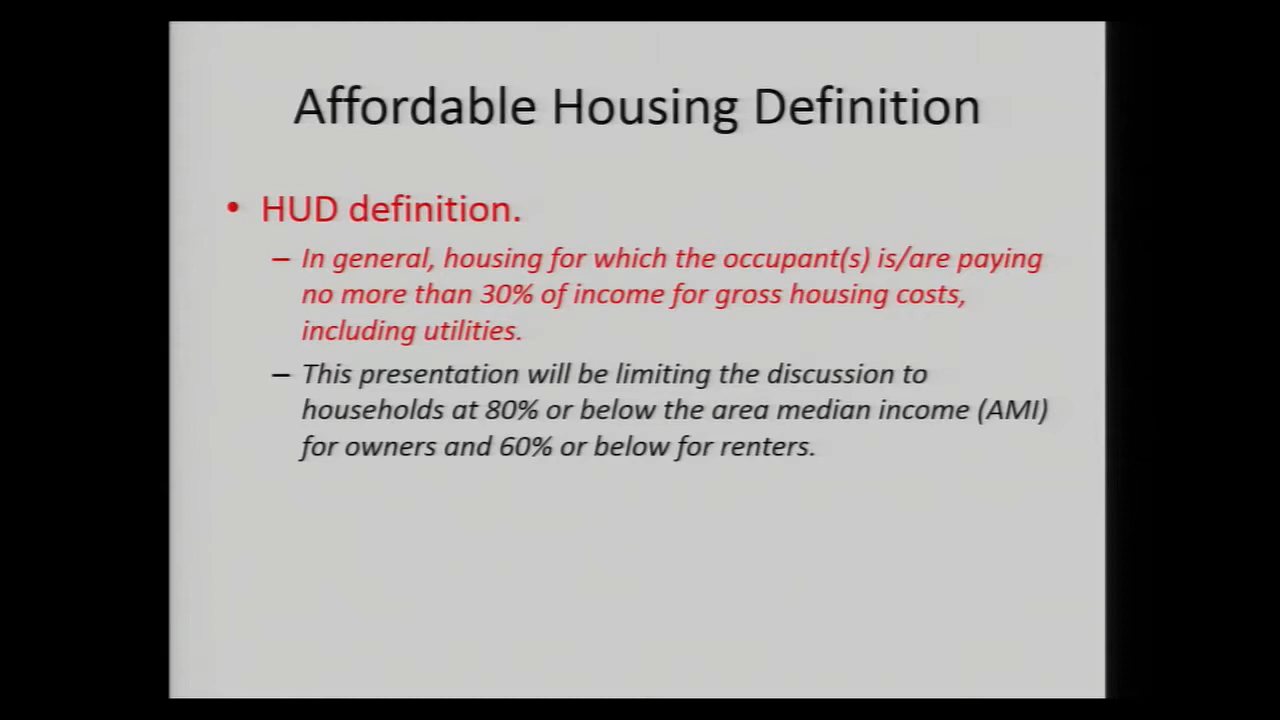 Affordable Housing Definition
• HUD definition.
– In general, housing for which the occupant(s) is/are paying
no more than 30% of income for gross housing costs,
including utilities.
– This presentation will be limiting the discussion to
households at 80% or below the area median income (AMI)
for owners and 60% or below for renters.